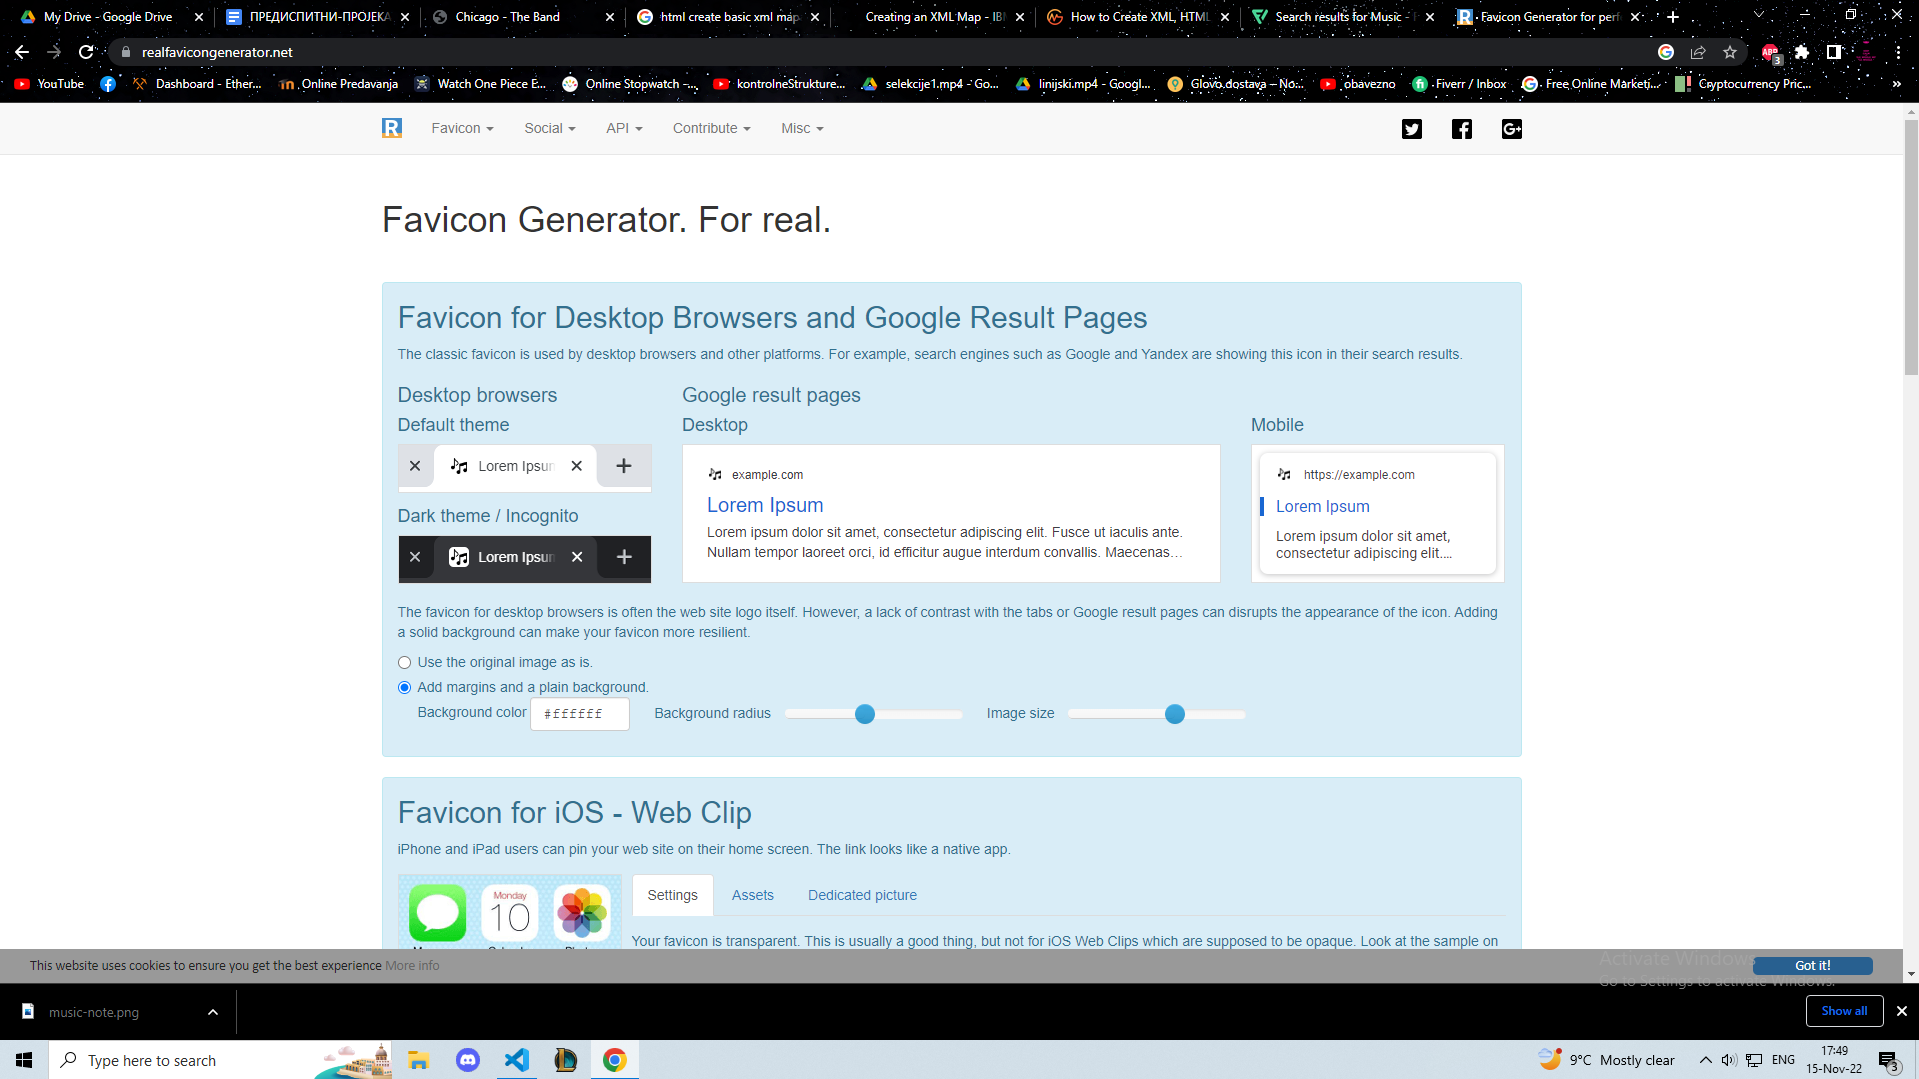 My Drive - Google Drive
ПРЕДИСПИТНИ-ПРОЈЕКА
Chicago - The Band
html create basic xml map
Creating an XML Map - IB
How to Create XML, HTML
Search results for Music -
Favicon Generator for perf
realfavicongenerator.net
ABP
3
YouTube
Dashboard - Ether...
Online Predavanja
Watch One Piece E...
Online Stopwatch -...
kontrolneStrukture...
selekcije1.mp4 - Go...
linijski.mp4 - Googl...
Glovo dostava – No...
obavezno
Fiverr / Inbox
Free Online Marketi...
Cryptocurrency Pric...
»
R
Favicon
Social
API
Contribute
Misc
Favicon Generator. For real.
Favicon for Desktop Browsers and Google Result Pages
The classic favicon is used by desktop browsers and other platforms. For example, search engines such as Google and Yandex are showing this icon in their search results.
Desktop browsers
Google result pages
Default theme
Desktop
Mobile
Lorem Ipsum
example.com
https://example.com
Lorem Ipsum
Lorem Ipsum
Dark theme / Incognito
Lorem ipsum dolor sit amet, consectetur adipiscing elit. Fusce ut iaculis ante.
Nullam tempor laoreet orci, id efficitur augue interdum convallis. Maecenas...
Lorem ipsum dolor sit amet,
consectetur adipiscing elit....
Lorem Ipsum
The favicon for desktop browsers is often the web site logo itself. However, a lack of contrast with the tabs or Google result pages can disrupts the appearance of the icon. Adding
a solid background can make your favicon more resilient.
Use the original image as is.
Add margins and a plain background.
Background color
#ffffff
Background radius
Image size
Favicon for iOS - Web Clip
iPhone and iPad users can pin your web site on their home screen. The link looks like a native app.
Monday
10
Settings
Assets
Dedicated picture
Your favicon is transparent. This is usually a good thing, but not for iOS Web Clips which are supposed to be opaque. Look at the sample on
This website uses cookies to ensure you get the best experience More info
Got it!
Activate Windows
Go to Settings to activate Windows.
music-note.png
Show all
Type here to search
9°C Mostly clear
ENG
17:49
15-Nov-22
3